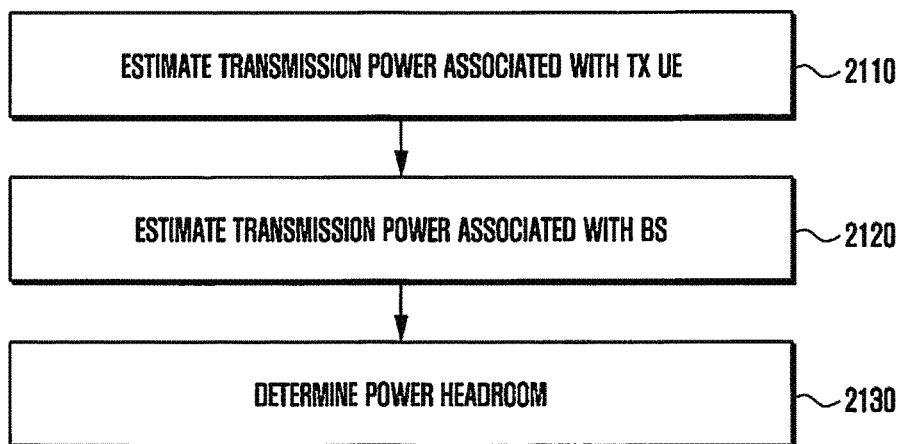 ESTIMATE TRANSMISSION POWER ASSOCIATED WITH TX UE
2110
ESTIMATE TRANSMISSION POWER ASSOCIATED WITH BS
2120
DETERMINE POWER HEADROOM
2130